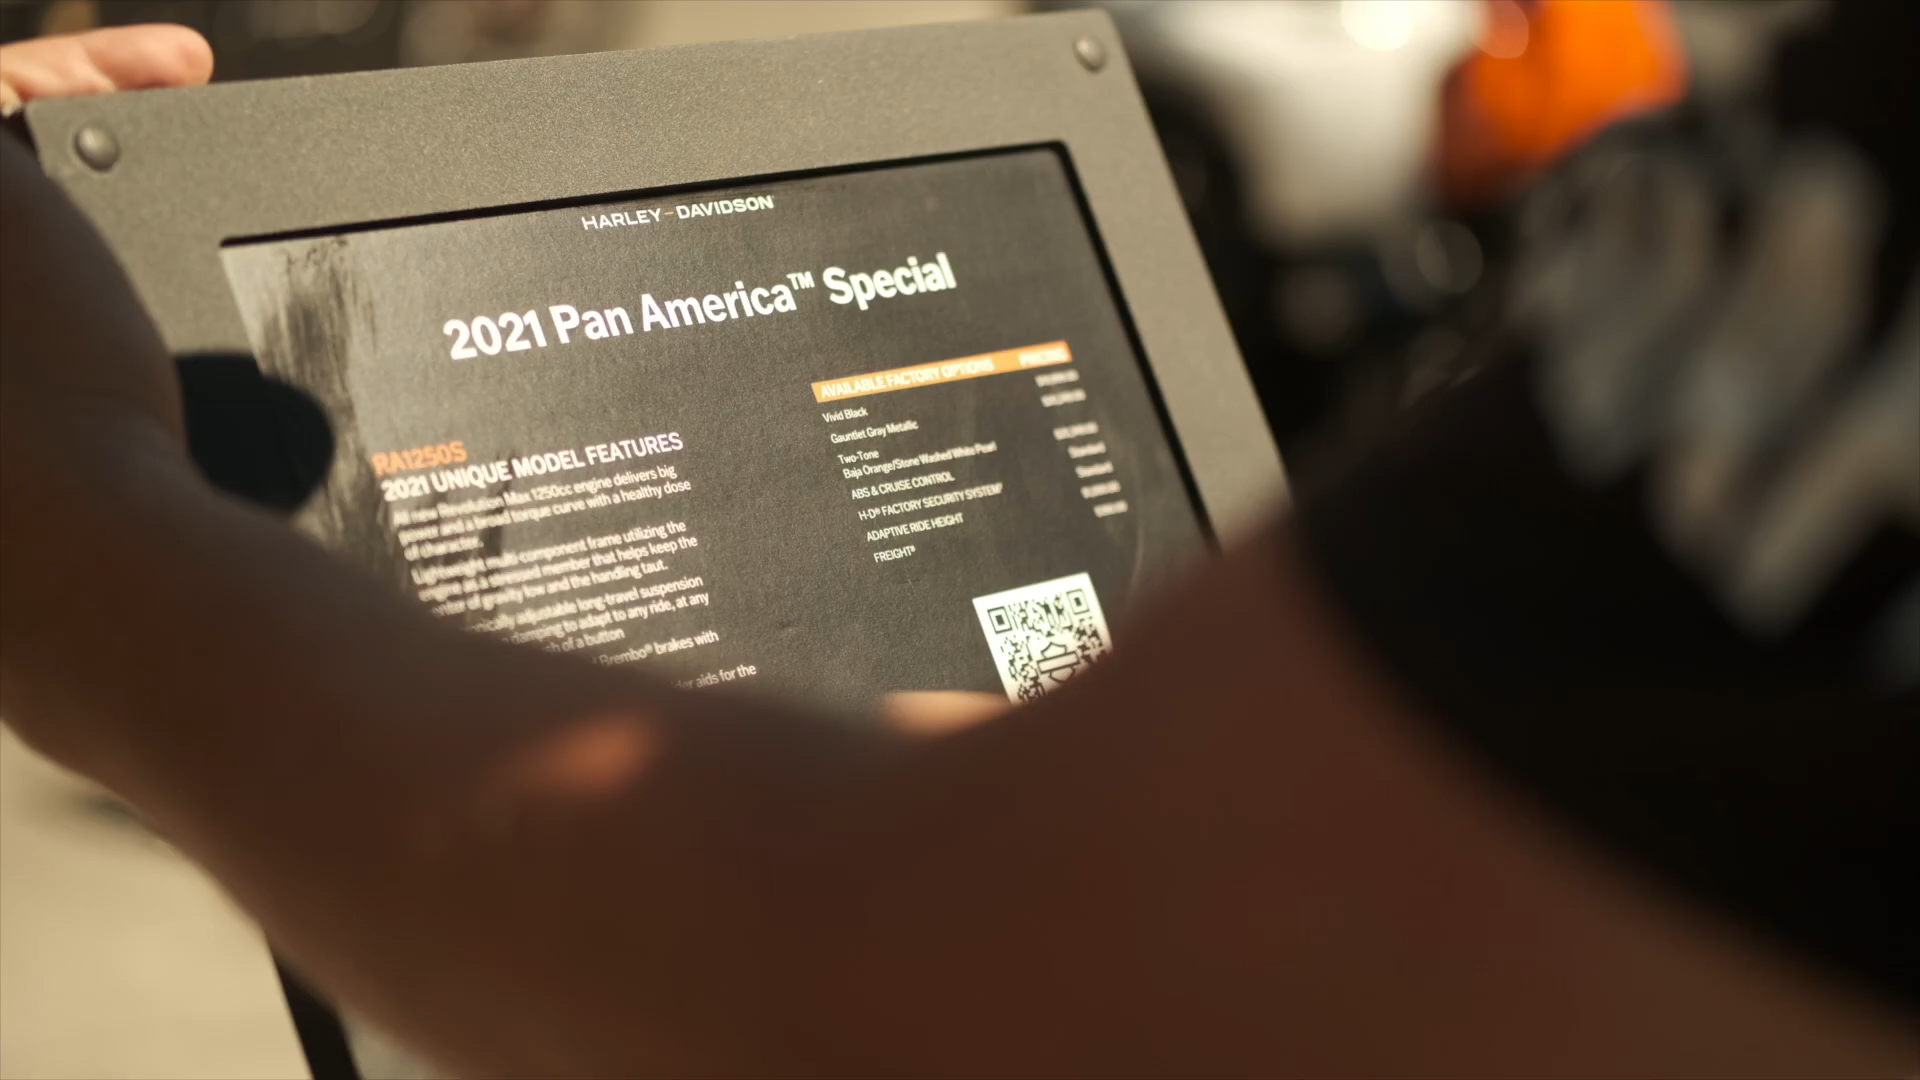 HARLEY-DAVIDSON
2021 Pan America™ Special
RA1250S
2021 UNIQUE MODEL FEATURES
All new Revolution Max 1250cc engine delivers big
power and a broad torque curve with a healthy dose
of character.
Lightweight multi-component frame utilizing the
engine as a stressed member that helps keep the
of gravity low and the handling taut.
adjustable long-travel suspension
damping to adapt to any ride, at any
of a button
Brembo® brakes with
aids for the
AVAILABLE FACTORY OPTIONS PRICING
Vivid Black
Gauntlet Gray Metallic
Two-Tone
Baja Orange/Stone Washed White Pearl
ABS & CRUISE CONTROL Standard
H-D® FACTORY SECURITY SYSTEM® Standard
ADAPTIVE RIDE HEIGHT
FREIGHT®